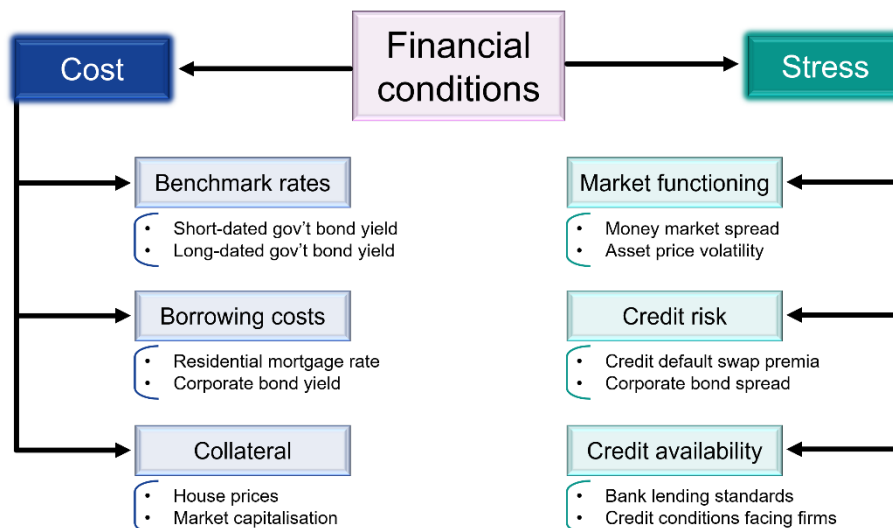 Financial
conditions
Cost
Stress
Benchmark rates
• Short-dated gov't bond yield
• Long-dated gov't bond yield
Borrowing costs
• Residential mortgage rate
• Corporate bond yield
Collateral
• House prices
• Market capitalisation
Market functioning
• Money market spread
• Asset price volatility
Credit risk
• Credit default swap premia
• Corporate bond spread
Credit availability
• Bank lending standards
• Credit conditions facing firms